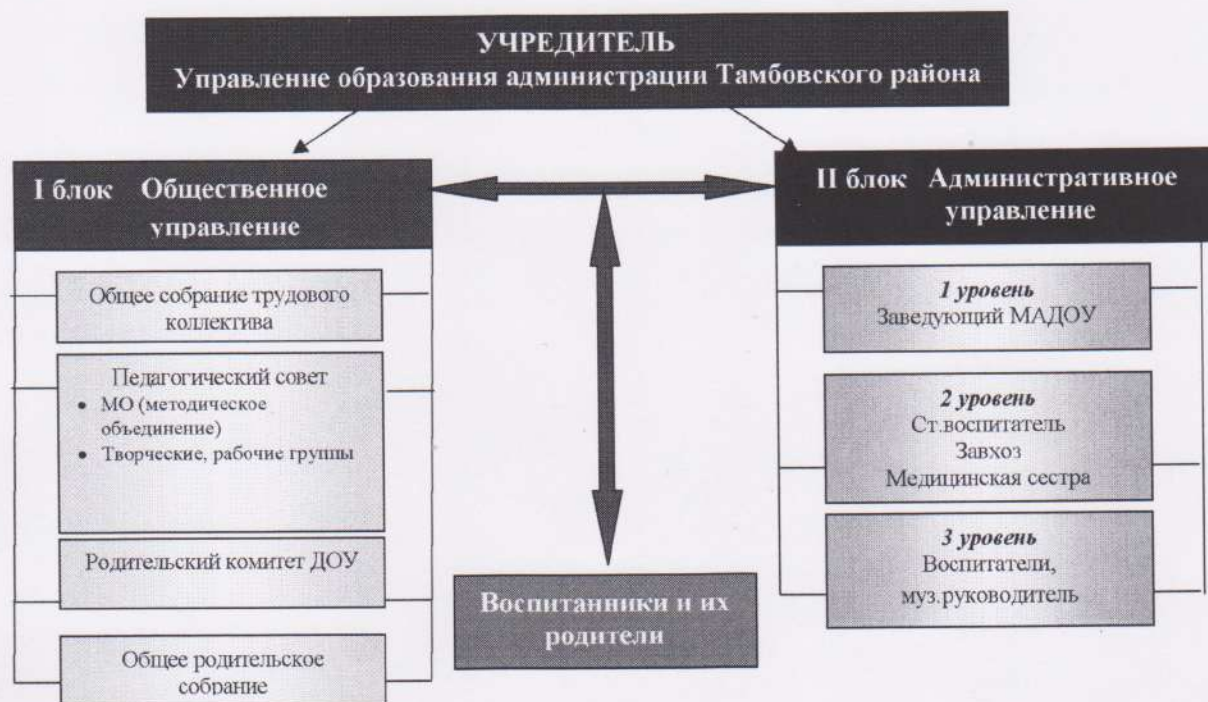 УЧРЕДИТЕЛЬ
Управление образования администрации Тамбовского района
I блок Общественное
управление
Общее собрание трудового
коллектива
Педагогический совет
• МО (методическое
объединение)
• Творческие, рабочие группы
Родительский комитет ДОУ
Общее родительское
собрание
Воспитанники и их
родители
II блок Административное
управление
1 уровень
Заведующий МАДОУ
2 уровень
Ст.воспитатель
Завхоз
Медицинская сестра
3 уровень
Воспитатели,
муз.руководитель